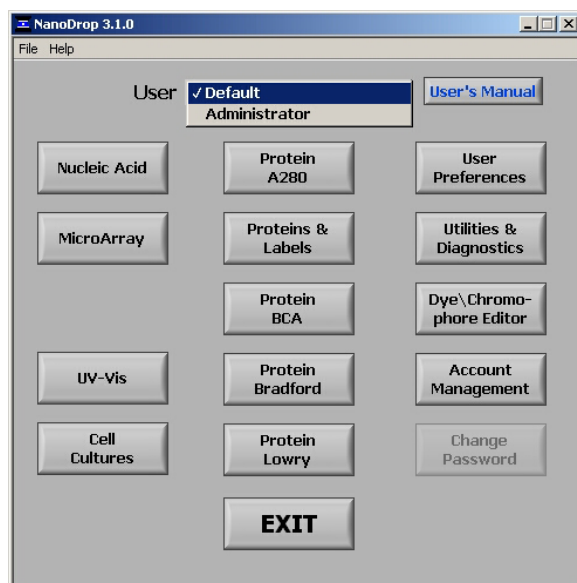 NanoDrop 3.1.0
File Help
User ✓Default User's Manual
Administrator
Nucleic Acid
Protein
A280
User
Preferences
MicroArray
Proteins &
Labels
Utilities &
Diagnostics
Protein
BCA
Dye\Chromo-
phore Editor
UV-Vis
Protein
Bradford
Account
Management
Cell
Cultures
Protein
Lowry
Change
Password
EXIT